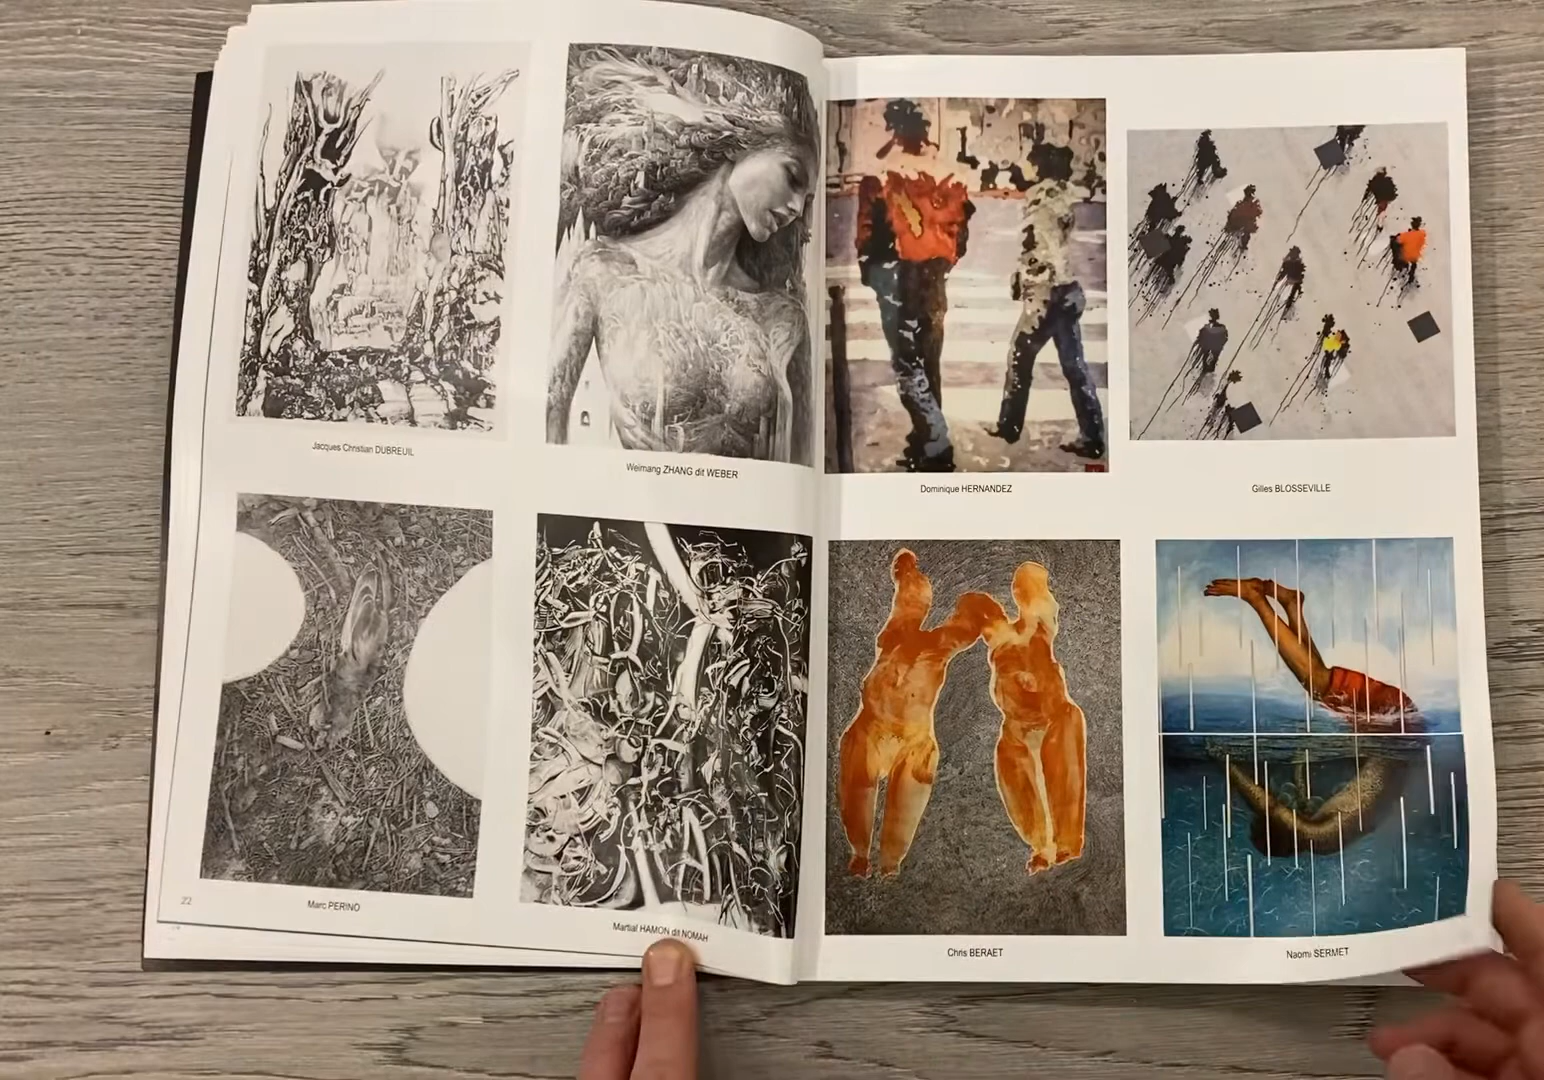 Jacques Christian DUBREUIL
Weimang ZHANG dit WEBER
Marc PERINO
Martial HAMON dit NOMAH
22
Dominique HERNANDEZ
Gilles BLOSSEVILLE
Chris BERAET
Naomi SERMET